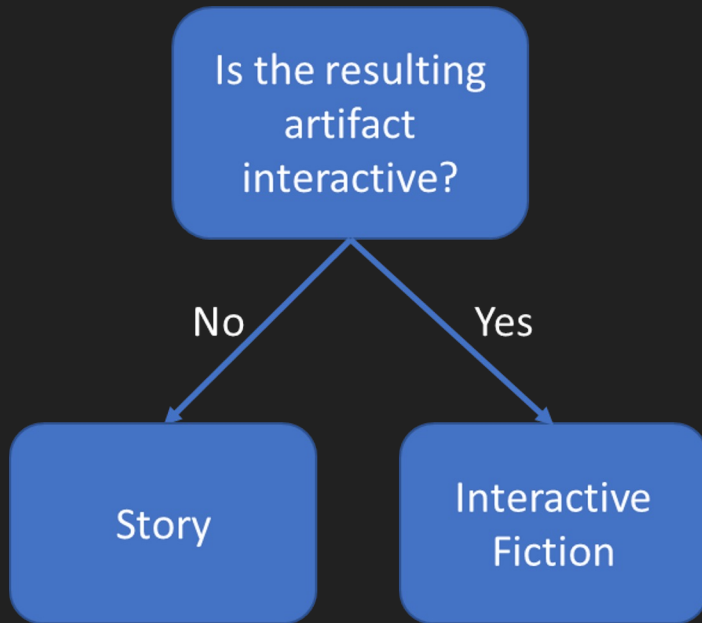 Is the resulting
artifact
interactive?
No
Yes
Story
Interactive
Fiction